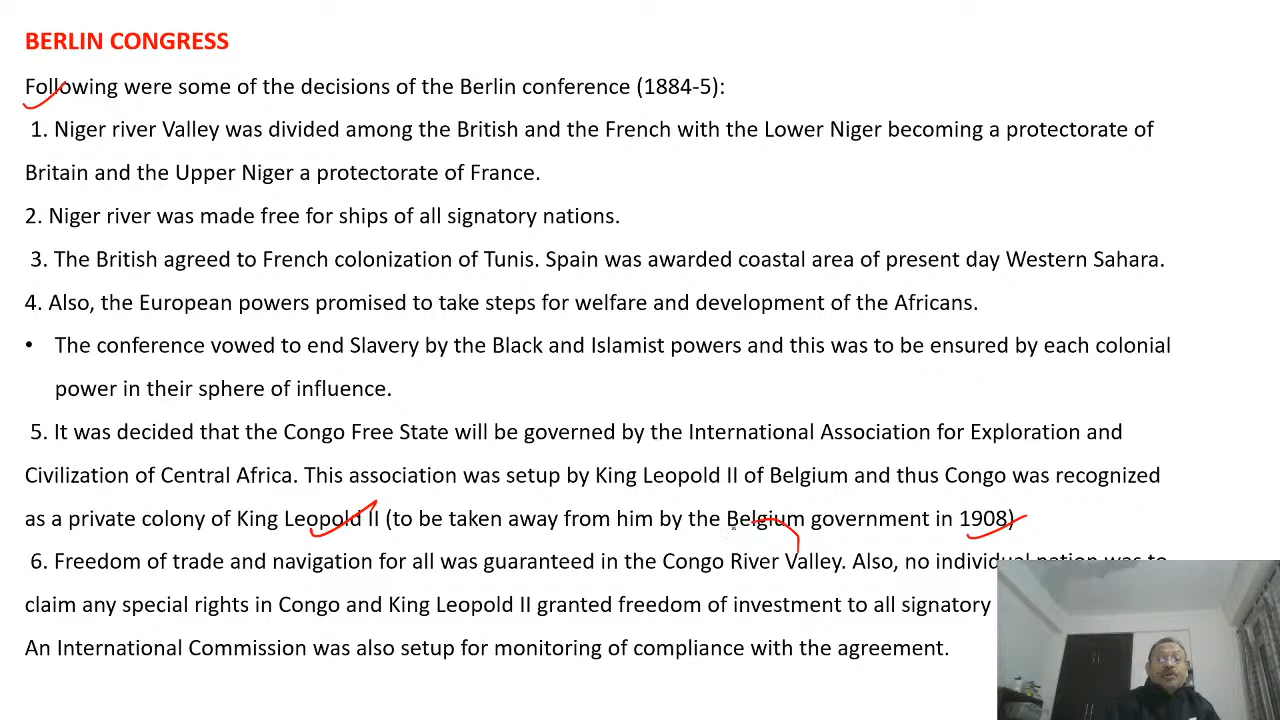 BERLIN CONGRESS
Following were some of the decisions of the Berlin conference (1884-5):
1. Niger river Valley was divided among the British and the French with the Lower Niger becoming a protectorate of
Britain and the Upper Niger a protectorate of France.
2. Niger river was made free for ships of all signatory nations.
3. The British agreed to French colonization of Tunis. Spain was awarded coastal area of present day Western Sahara.
4. Also, the European powers promised to take steps for welfare and development of the Africans.
• The conference vowed to end Slavery by the Black and Islamist powers and this was to be ensured by each colonial
power in their sphere of influence.
5. It was decided that the Congo Free State will be governed by the International Association for Exploration and
Civilization of Central Africa. This association was setup by King Leopold II of Belgium and thus Congo was recognized
as a private colony of King Leopold II (to be taken away from him by the Belgium government in 1908)
6. Freedom of trade and navigation for all was guaranteed in the Congo River Valley. Also, no individual nation was to
claim any special rights in Congo and King Leopold II granted freedom of investment to all signatory
An International Commission was also setup for monitoring of compliance with the agreement.